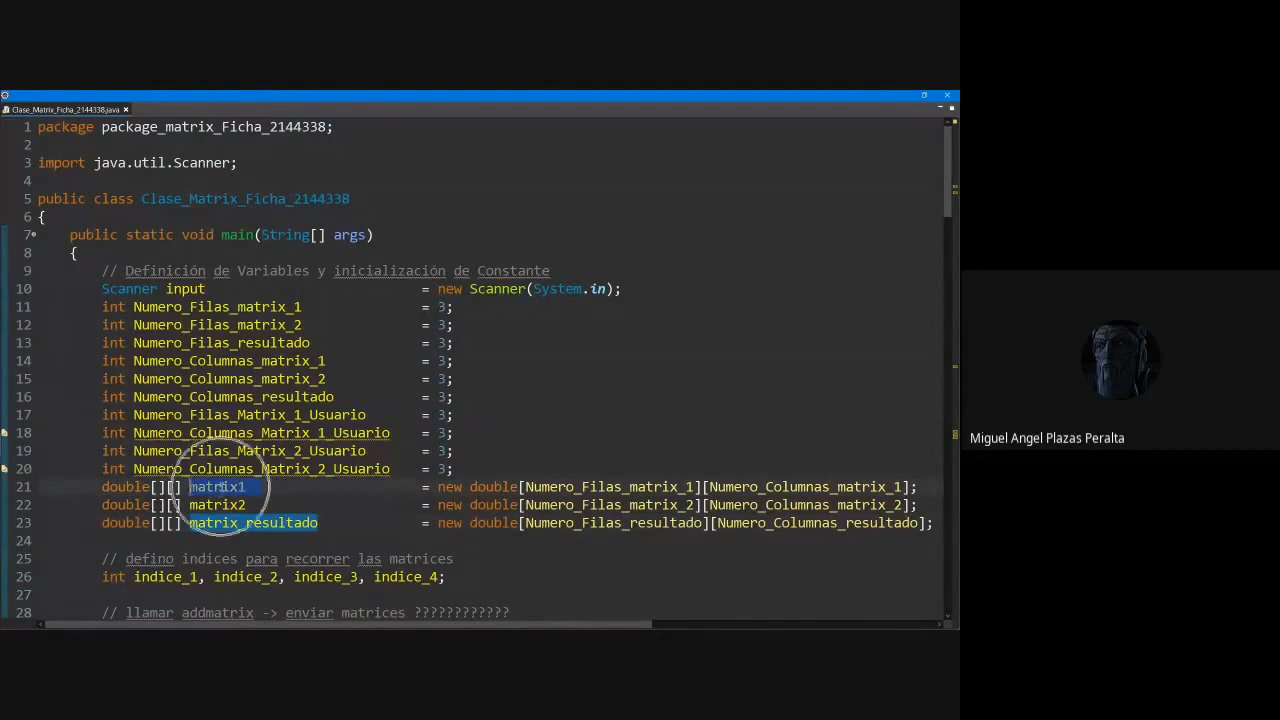 Clase_Matrix_Ficha_2144338.java
1 package package_matrix_Ficha_2144338;
2
3 import java.util.Scanner;
4
5 public class Clase_Matrix_Ficha_2144338
6 {
7 public static void main(String[] args)
8 {
9 // Definición de Variables y inicialización de Constante
10 Scanner input = new Scanner(System.in);
11 int Numero_Filas_matrix_1 = 3;
12 int Numero_Filas_matrix_2 = 3;
13 int Numero_Filas_resultado = 3;
14 int Numero_Columnas_matrix_1 = 3;
15 int Numero_Columnas_matrix_2 = 3;
16 int Numero_Columnas_resultado = 3;
17 int Numero_Filas_Matrix_1_Usuario = 3;
18 int Numero_Columnas_Matrix_1_Usuario = 3;
19 int Numero_Filas_Matrix_2_Usuario = 3;
20 int Numero_Columnas_Matrix_2_Usuario = 3;
21 double[][] matrix1 = new double[Numero_Filas_matrix_1][Numero_Columnas_matrix_1];
22 double[][] matrix2 = new double[Numero_Filas_matrix_2][Numero_Columnas_matrix_2];
23 double[][] matrix_resultado = new double[Numero_Filas_resultado][Numero_Columnas_resultado];
24
25 // defino indices para recorrer las matrices
26 int indice_1, indice_2, indice_3, indice_4;
27
28 // llamar addmatrix -> enviar matrices ????????????
Miguel Angel Plazas Peralta